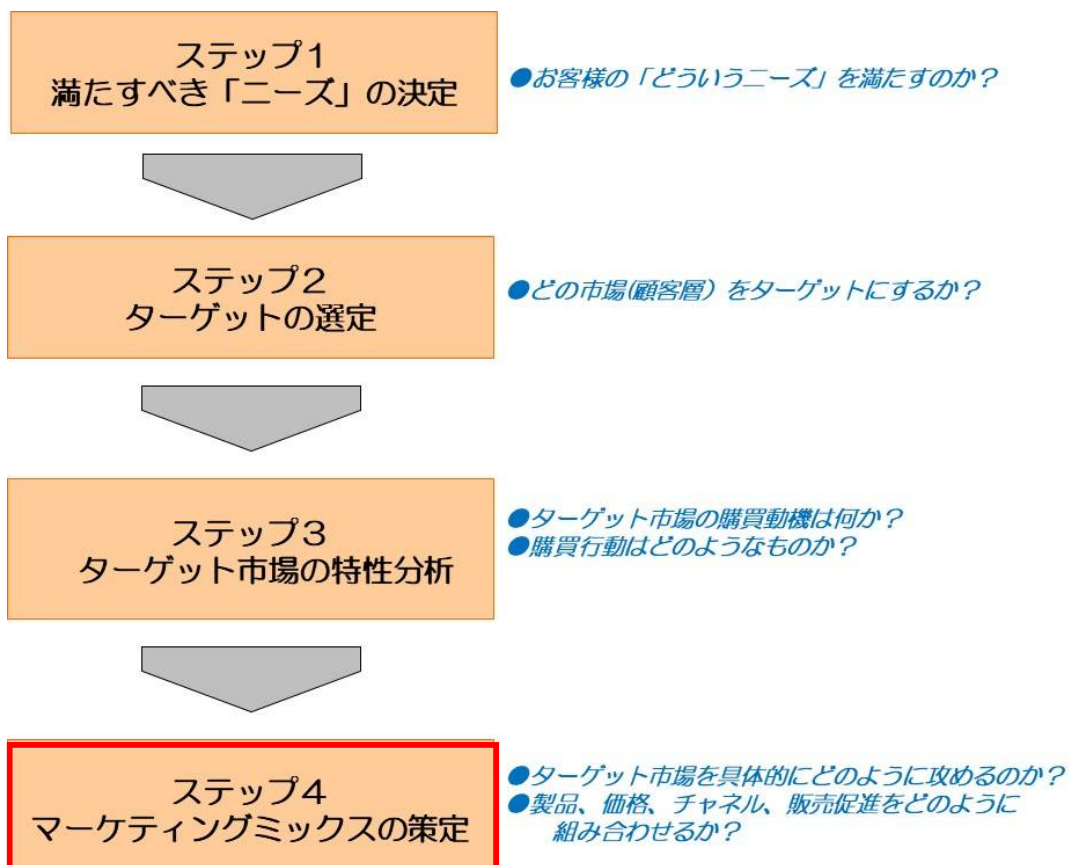 ステップ1
満たすべき「ニーズ」の決定
●お客様の「どういうニーズ」を満たすのか？
ステップ2
ターゲットの選定
●どの市場(顧客層）をターゲットにするか？
ステップ3
ターゲット市場の特性分析
●ターゲット市場の購買動機は何か？
●購買行動はどのようなものか？
ステップ4
マーケティングミックスの策定
●ターゲット市場を具体的にどのように攻めるのか？
●製品、価格、チャネル、販売促進をどのように
組み合わせるか？